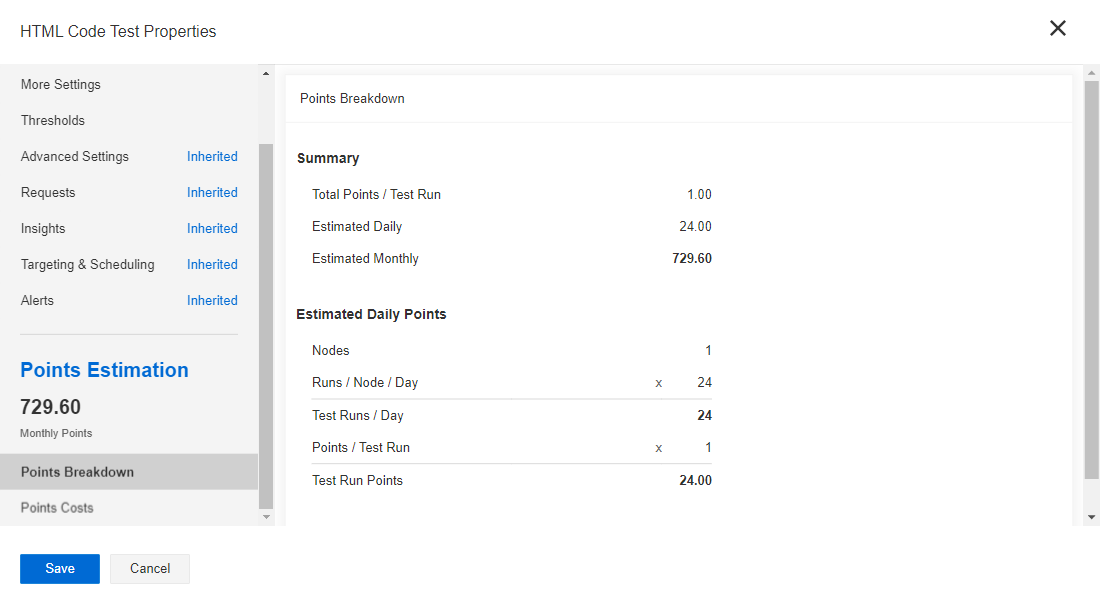 HTML Code Test Properties
More Settings
Thresholds
Advanced Settings Inherited
Requests Inherited
Insights Inherited
Targeting & Scheduling Inherited
Alerts Inherited
Points Estimation
729.60
Monthly Points
Points Breakdown
Points Costs
Points Breakdown
Summary
Total Points / Test Run 1.00
Estimated Daily 24.00
Estimated Monthly 729.60
Estimated Daily Points
Nodes 1
Runs / Node / Day x 24
Test Runs / Day 24
Points / Test Run x 1
Test Run Points 24.00
Save Cancel